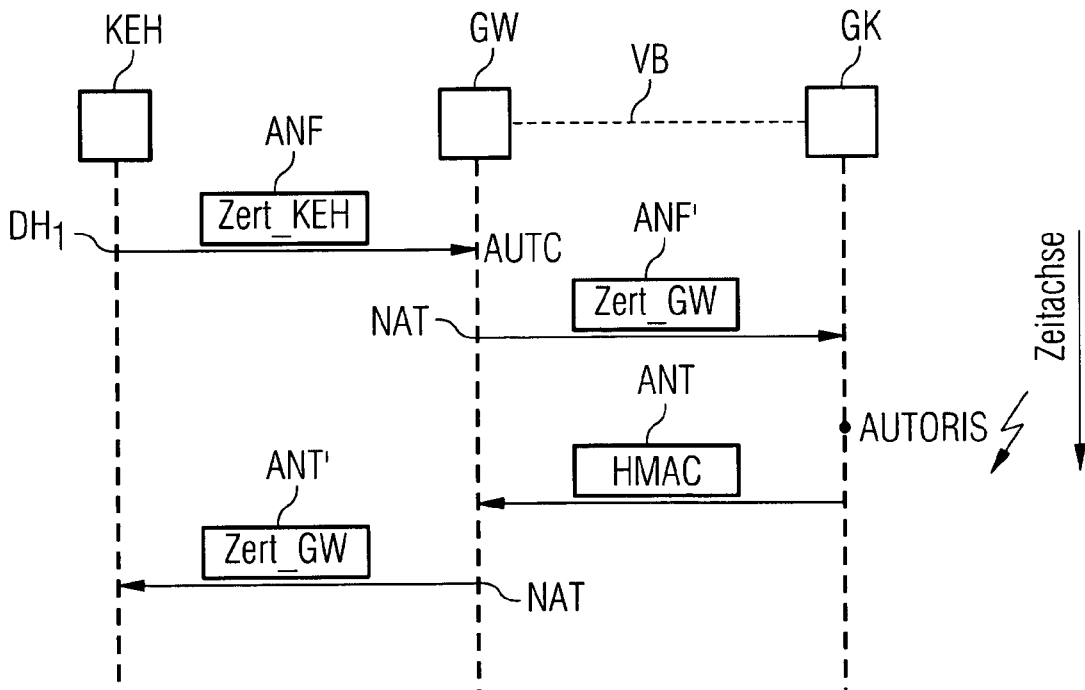 KEH
GW
GK
VB
ANF
Zert_KEH
DH1
AUTC
ANF'
Zert_GW
NAT
Zeitachse
ANT
AUTORIS
HMAC
ANT'
Zert_GW
NAT